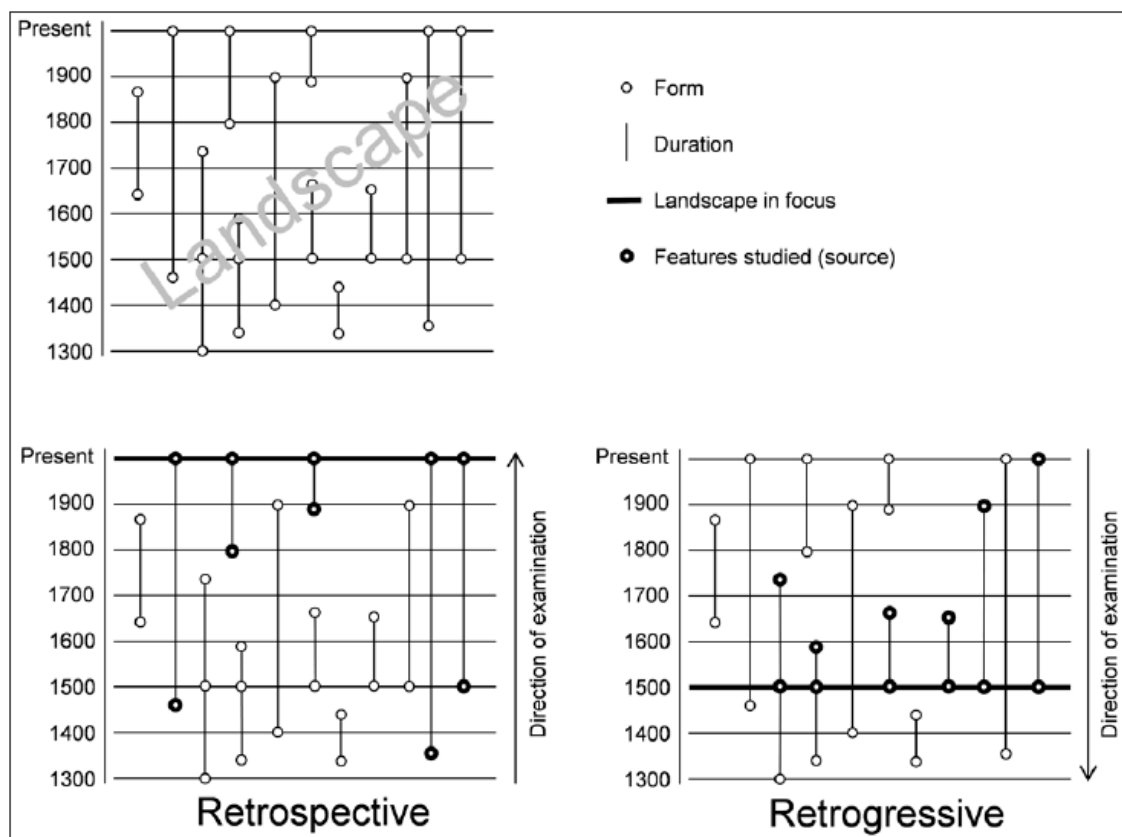 Present
1900
1800
1700
1600
1500
1400
1300
Landscape
Form
Duration
Landscape in focus
Features studied (source)
Present
1900
1800
1700
1600
1500
1400
1300
Direction of examination
Retrospective
Present
1900
1800
1700
1600
1500
1400
1300
Direction of examination
Retrogressive